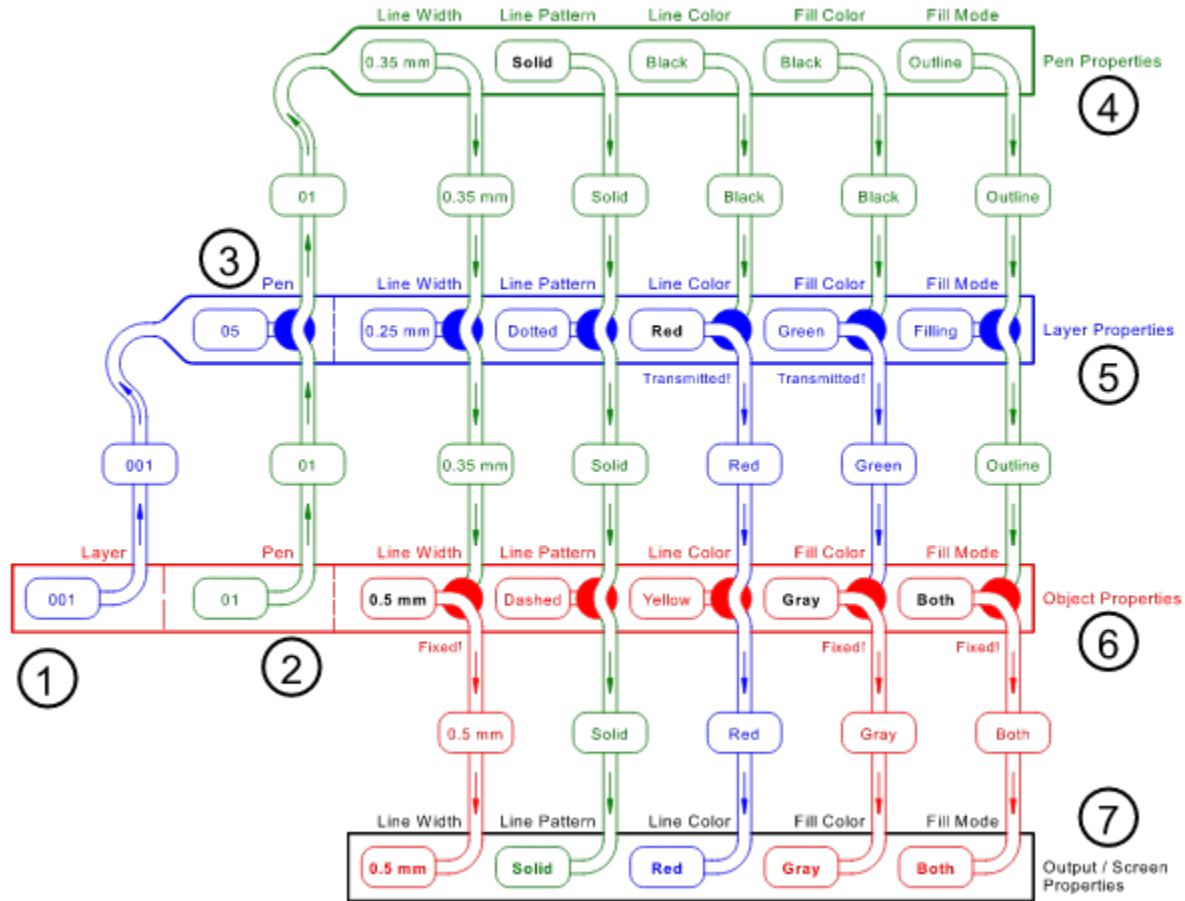 Line Width Line Pattern Line Color Fill Color Fill Mode
0.35 mm Solid Black Black Outline Pen Properties
4
01 0.35 mm Solid Black Black Outline
3
Pen Line Width Line Pattern Line Color Fill Color Fill Mode
05 0.25 mm Dotted Red Green Filling Layer Properties
5
Transmitted! Transmitted!
001 01 0.35 mm Solid Red Green Outline
Layer Pen Line Width Line Pattern Line Color Fill Color Fill Mode
001 01 0.5 mm Dashed Yellow Gray Both Object Properties
6
Fixed! Fixed! Fixed!
1 2
0.5 mm Solid Red Gray Both
7
Line Width Line Pattern Line Color Fill Color Fill Mode
0.5 mm Solid Red Gray Both Output / Screen
Properties